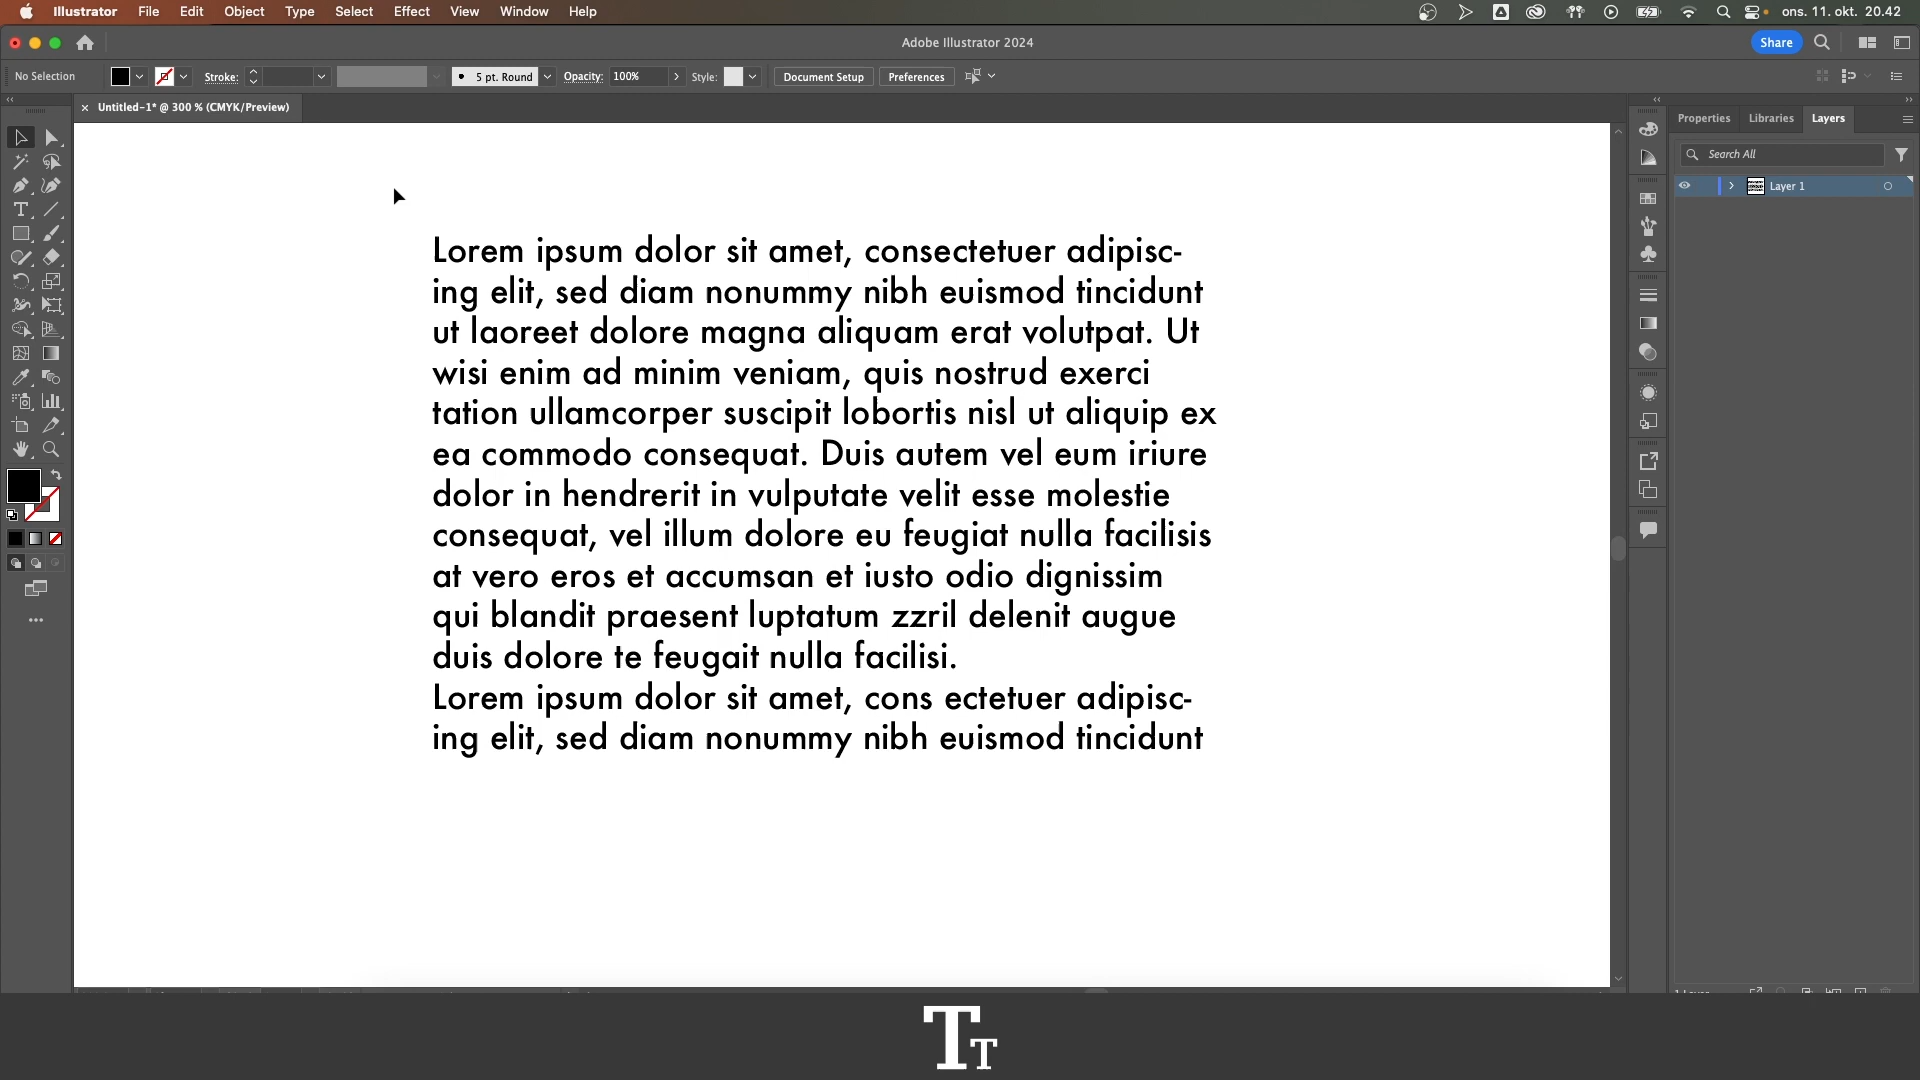 Illustrator File Edit Object Type Select Effect View Window Help ons. 11. okt. 20.42
Adobe Illustrator 2024 Share
No Selection Stroke: 5 pt. Round Opacity: 100% Style: Document Setup Preferences
Untitled-1* @ 300 % (CMYK/Preview)
Properties Libraries Layers
Search All
Layer 1
Lorem ipsum dolor sit amet, consectetuer adipisc-
ing elit, sed diam nonummy nibh euismod tincidunt
ut laoreet dolore magna aliquam erat volutpat. Ut
wisi enim ad minim veniam, quis nostrud exerci
tation ullamcorper suscipit lobortis nisl ut aliquip ex
ea commodo consequat. Duis autem vel eum iriure
dolor in hendrerit in vulputate velit esse molestie
consequat, vel illum dolore eu feugiat nulla facilisis
at vero eros et accumsan et iusto odio dignissim
qui blandit praesent luptatum zzril delenit augue
duis dolore te feugait nulla facilisi.
Lorem ipsum dolor sit amet, cons ectetuer adipisc-
ing elit, sed diam nonummy nibh euismod tincidunt
TT